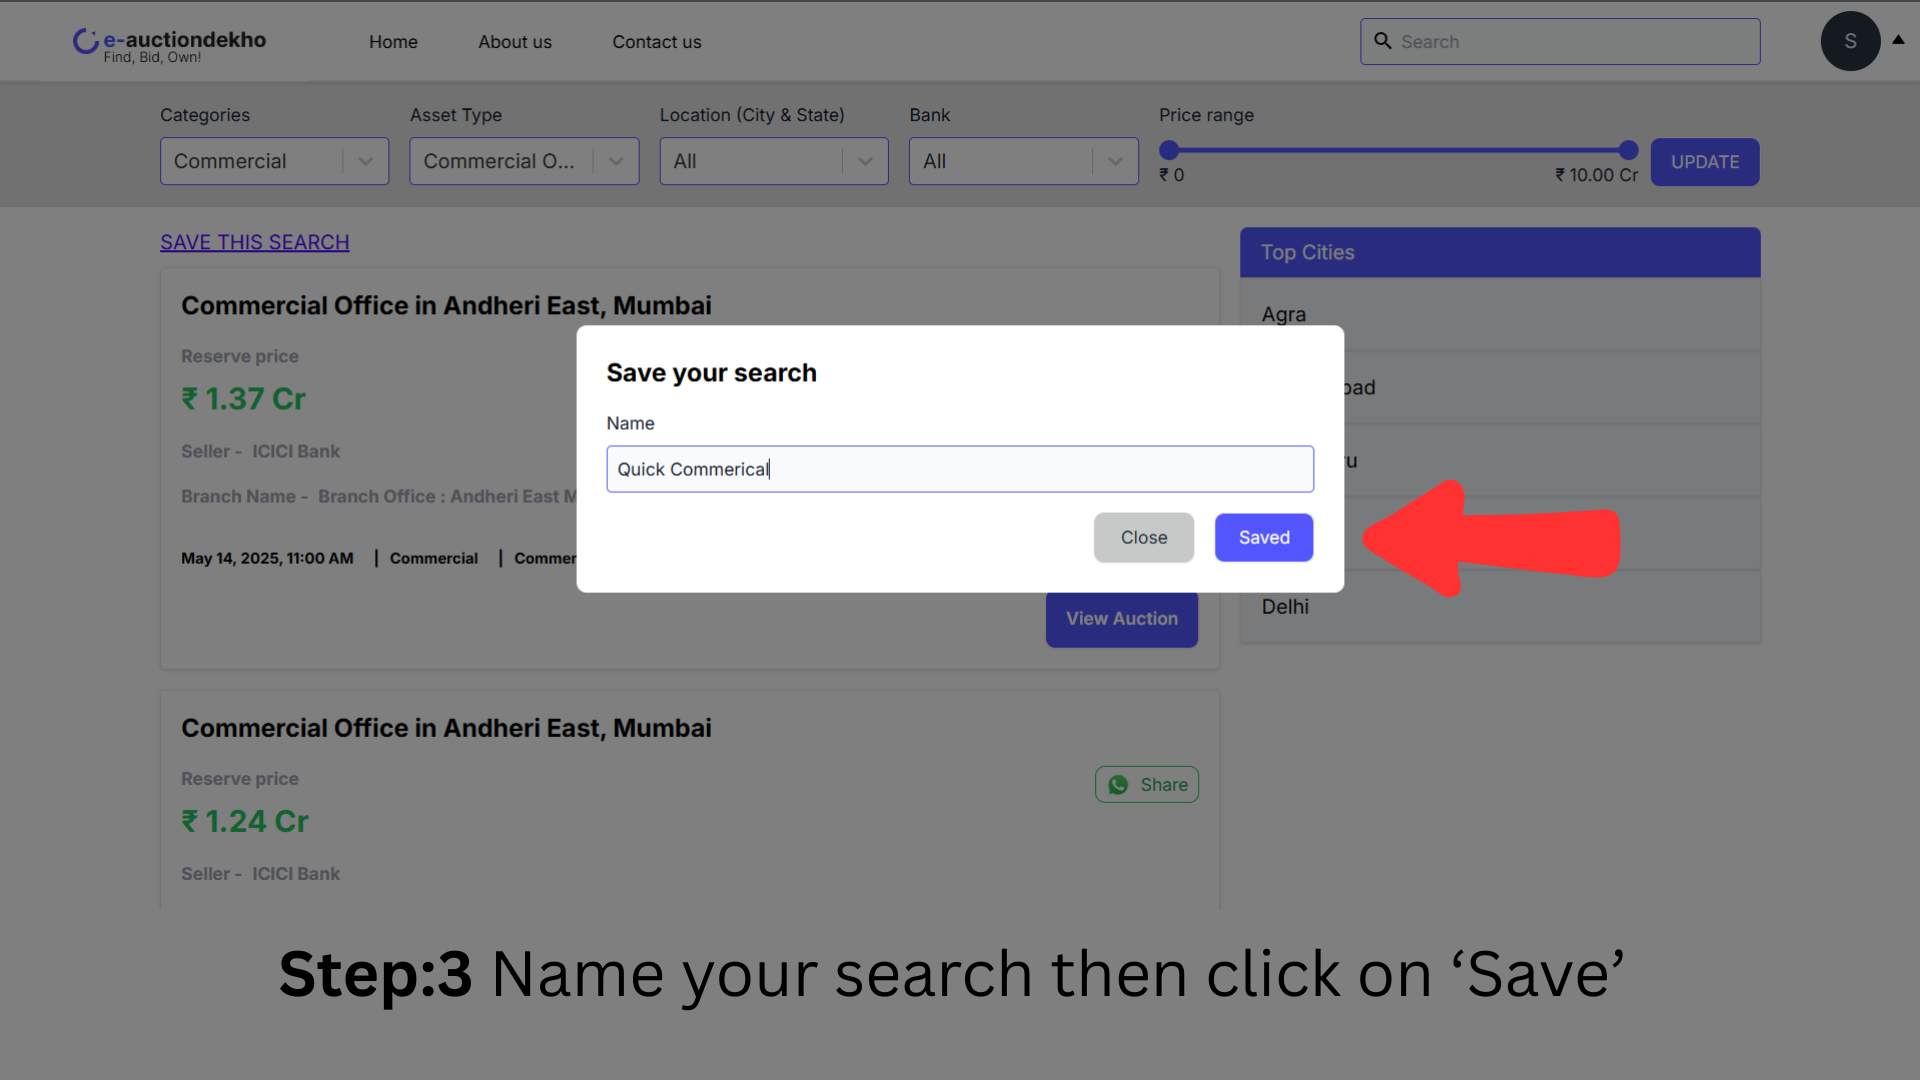 e-auctiondekho
Find, Bid, Own!
Home
About us
Contact us
Search
S
Categories
Asset Type
Location (City & State)
Bank
Price range
Commercial
Commercial O...
All
All
₹ 0
₹ 10.00 Cr
UPDATE
SAVE THIS SEARCH
Top Cities
Agra
bad
Delhi
Commercial Office in Andheri East, Mumbai
Reserve price
₹ 1.37 Cr
Seller - ICICI Bank
Branch Name - Branch Office : Andheri East M
May 14, 2025, 11:00 AM | Commercial | Commer
View Auction
Save your search
Name
Quick Commerical
Close
Saved
Commercial Office in Andheri East, Mumbai
Reserve price
₹ 1.24 Cr
Share
Seller - ICICI Bank
Step:3 Name your search then click on ‘Save’